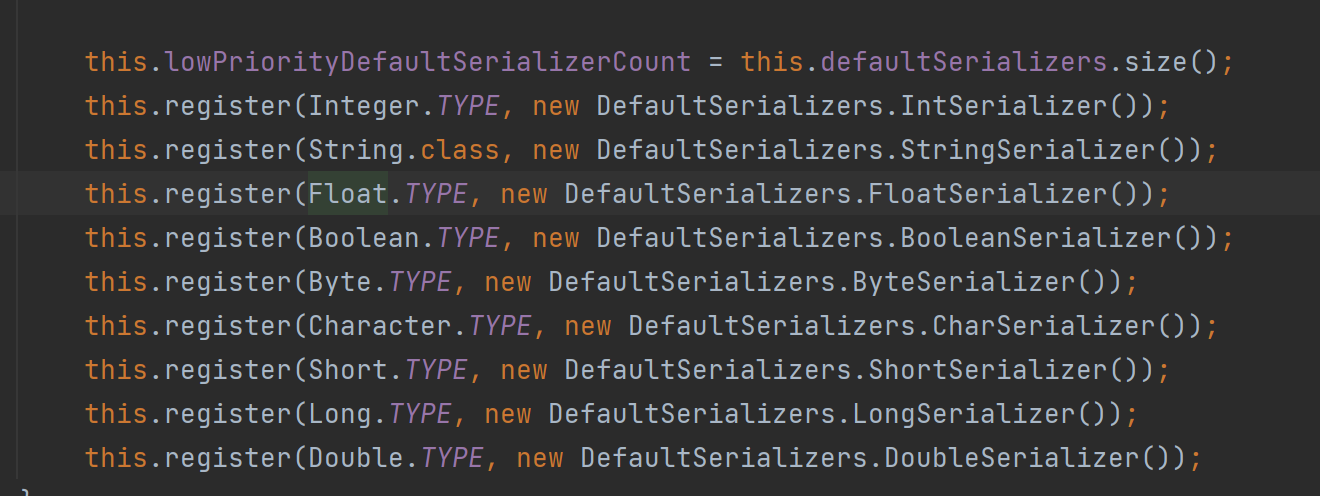 this.lowPriorityDefaultSerializerCount = this.defaultSerializers.size();
this.register(Integer.TYPE, new DefaultSerializers.IntSerializer());
this.register(String.class, new DefaultSerializers.StringSerializer());
this.register(Float.TYPE, new DefaultSerializers.FloatSerializer());
this.register(Boolean.TYPE, new DefaultSerializers.BooleanSerializer());
this.register(Byte.TYPE, new DefaultSerializers.ByteSerializer());
this.register(Character.TYPE, new DefaultSerializers.CharSerializer());
this.register(Short.TYPE, new DefaultSerializers.ShortSerializer());
this.register(Long.TYPE, new DefaultSerializers.LongSerializer());
this.register(Double.TYPE, new DefaultSerializers.DoubleSerializer());
}